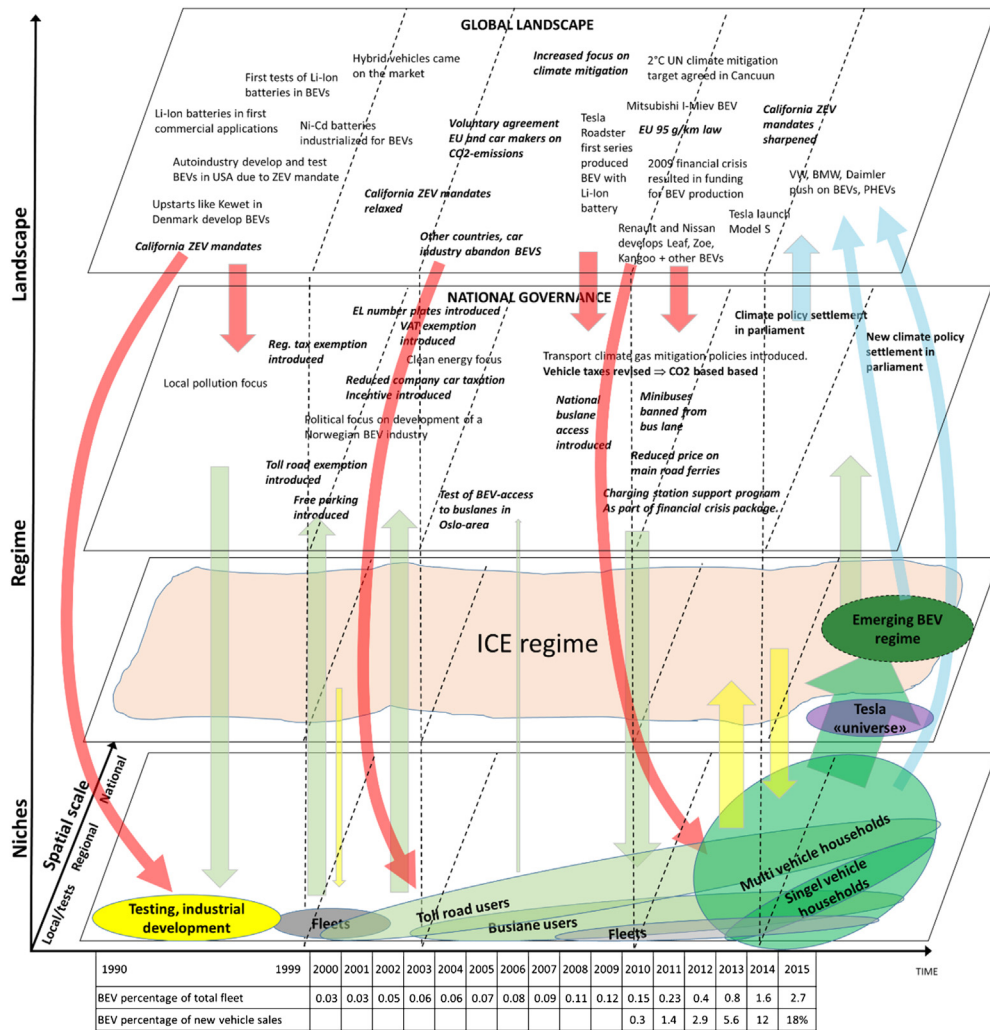 GLOBAL LANDSCAPE
Hybrid vehicles came
on the market
Increased focus on
climate mitigation
2°C UN climate mitigation
target agreed in Cancuun
First tests of Li-Ion
batteries in BEVs
Li-Ion batteries in first
commercial applications
Ni-Cd batteries
industrialized for BEVs
Voluntary agreement
EU and car makers on
CO2-emissions
Tesla
Roadster
first series
produced
BEV with
Li-Ion
battery
Mitsubishi I-Miev BEV
EU 95 g/km law
California ZEV
mandates
sharpened
Autoindustry develop and test
BEVs in USA due to ZEV mandate
2009 financial crisis
resulted in funding
for BEV production
VW, BMW, Daimler
push on BEVs, PHEVs
California ZEV mandates
relaxed
Upstarts like Kewet in
Denmark develop BEVs
Tesla launch
Model S
Renault and Nissan
develops Leaf, Zoe,
Kangoo + other BEVs
California ZEV mandates
Other countries, car
industry abandon BEVS
Landscape
NATIONAL GOVERNANCE
EL number plates introduced
VAT exemption
introduced
Climate policy settlement
in parliament
New climate policy
settlement in
parliament
Reg. tax exemption
introduced
Clean energy focus
Transport climate gas mitigation policies introduced.
Vehicle taxes revised ⇒ CO2 based based
Local pollution focus
Reduced company car taxation
Incentive introduced
National
buslane
access
introduced
Minibuses
banned from
bus lane
Political focus on development of a
Norwegian BEV industry
Reduced price on
main road ferries
Toll road exemption
introduced
Free parking
introduced
Test of BEV-access
to buslanes in
Oslo-area
Charging station support program
As part of financial crisis package.
Regime
ICE regime
Emerging BEV
regime
Tesla
«universe»
Niches
Spatial scale
Local/tests
Regional
National
Testing, industrial
development
Fleets
Toll road users
Buslane users
Fleets
Multi vehicle households
Singel vehicle
households
TIME
1990 1999 2000 2001 2002 2003 2004 2005 2006 2007 2008 2009 2010 2011 2012 2013 2014 2015
BEV percentage of total fleet 0.03 0.03 0.05 0.06 0.06 0.07 0.08 0.09 0.11 0.12 0.15 0.23 0.4 0.8 1.6 2.7
BEV percentage of new vehicle sales 0.3 1.4 2.9 5.6 12 18%